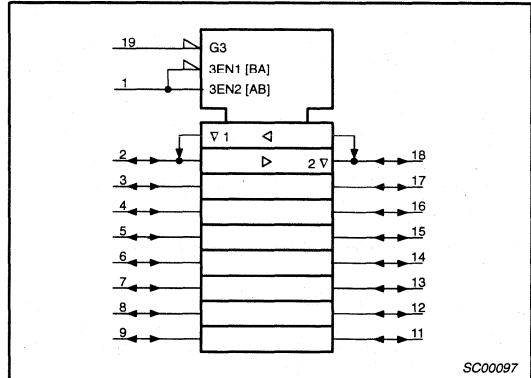 19 G3
3EN1 [BA]
1 3EN2 [AB]
∇ 1 ◁
2 ▷ 2 ∇ 18
3 17
4 16
5 15
6 14
7 13
8 12
9 11
SC00097